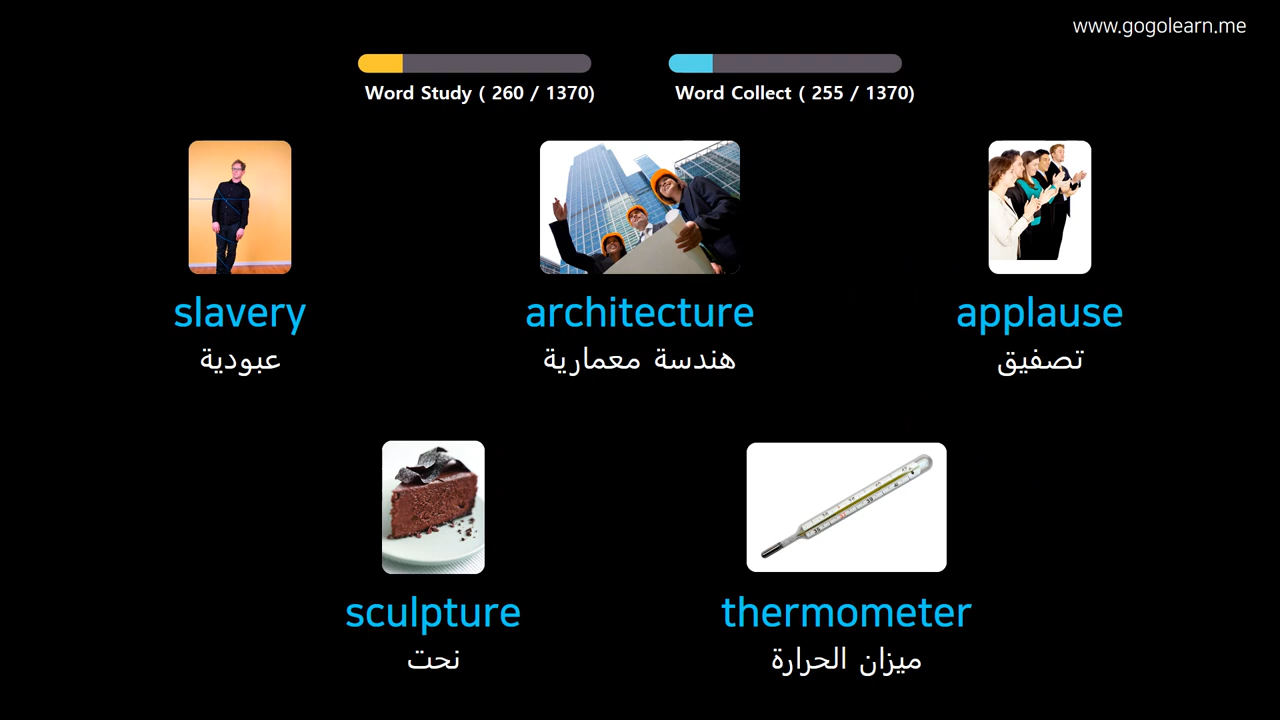 www.gogolearn.me
Word Study ( 260 / 1370)
Word Collect ( 255 / 1370)
slavery
عبودية
architecture
هندسة معمارية
applause
تصفيق
sculpture
نحت
thermometer
ميزان الحرارة